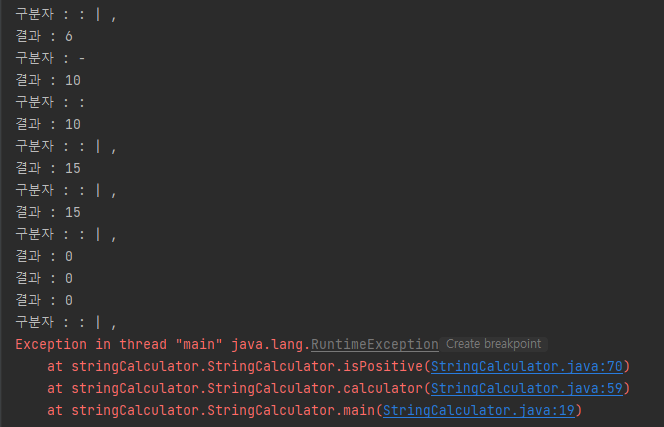 구분자 : : | ,
결과 : 6
구분자 : -
결과 : 10
구분자 : :
결과 : 10
구분자 : : | ,
결과 : 15
구분자 : : | ,
결과 : 15
구분자 : : | ,
결과 : 0
결과 : 0
결과 : 0
구분자 : : | ,
Exception in thread "main" java.lang.RuntimeException Create breakpoint
at stringCalculator.StringCalculator.isPositive(StringCalculator.java:70)
at stringCalculator.StringCalculator.calculator(StringCalculator.java:59)
at stringCalculator.StringCalculator.main(StringCalculator.java:19)